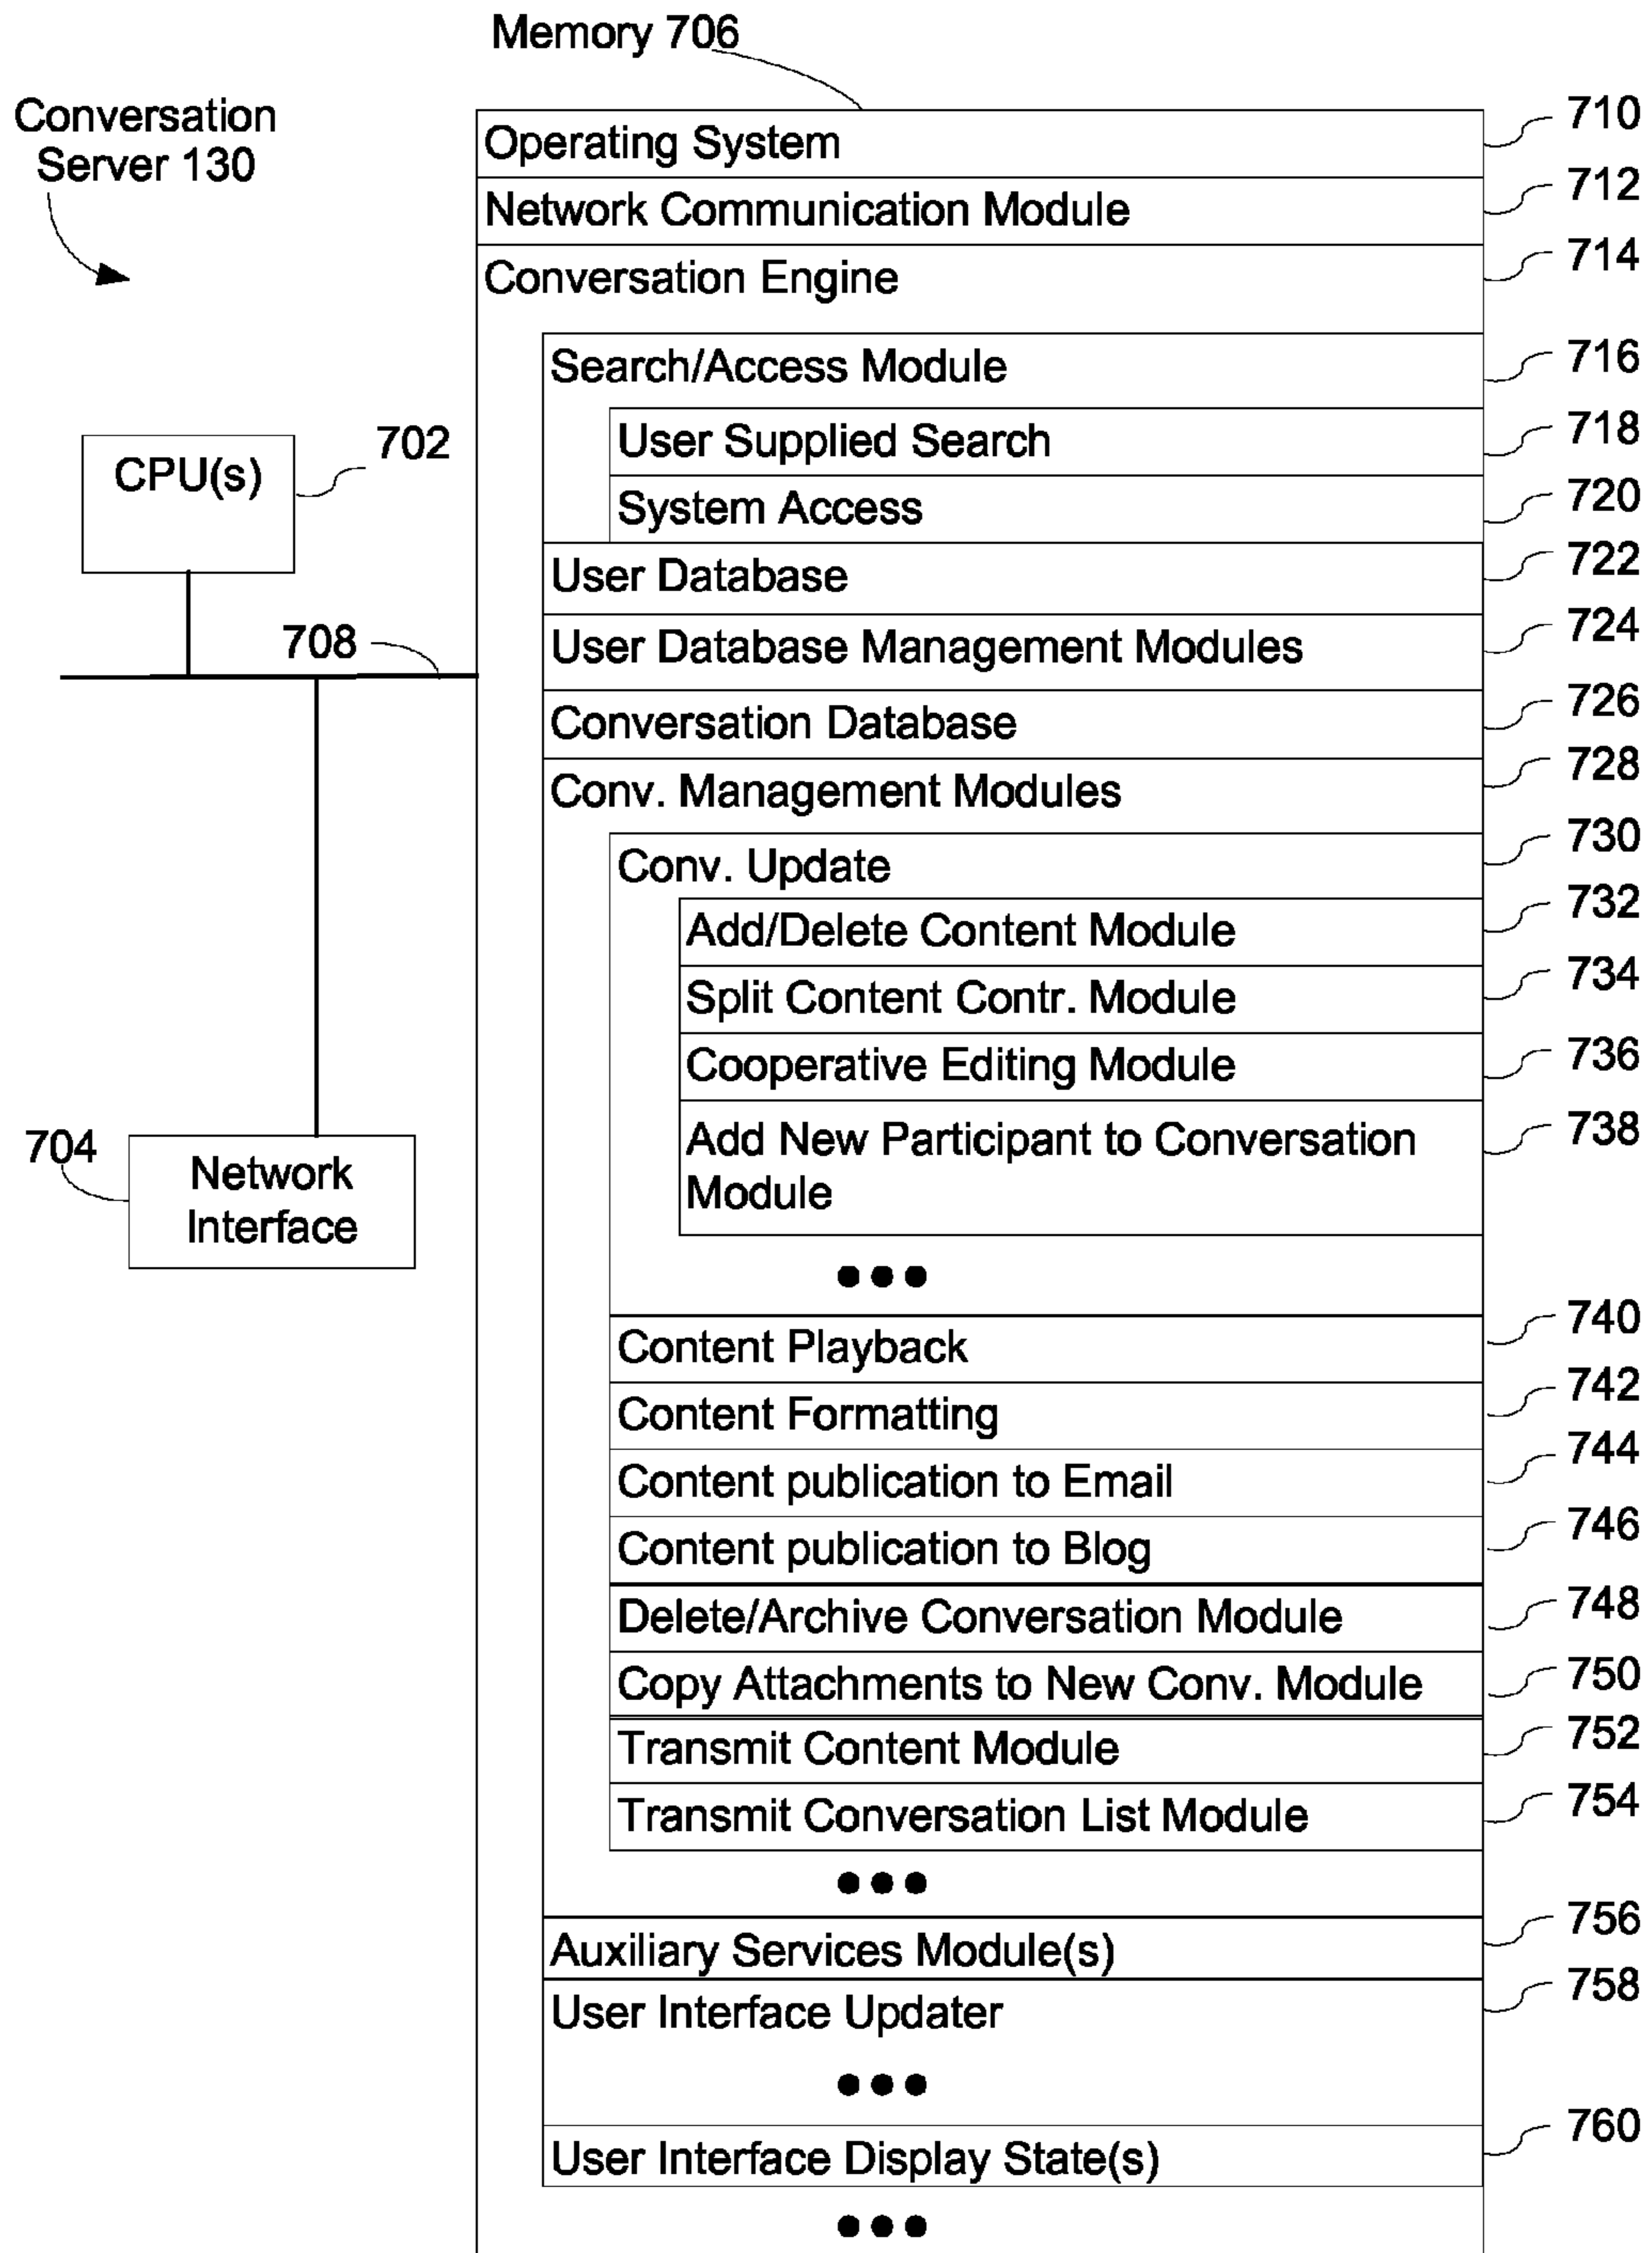 Memory 706
Conversation
Server 130
Operating System
710
Network Communication Module
712
Conversation Engine
714
Search/Access Module
716
User Supplied Search
718
System Access
720
User Database
722
User Database Management Modules
724
Conversation Database
726
Conv. Management Modules
728
Conv. Update
730
Add/Delete Content Module
732
Split Content Contr. Module
734
Cooperative Editing Module
736
Add New Participant to Conversation
Module
738
Content Playback
740
Content Formatting
742
Content publication to Email
744
Content publication to Blog
746
Delete/Archive Conversation Module
748
Copy Attachments to New Conv. Module
750
Transmit Content Module
752
Transmit Conversation List Module
754
Auxiliary Services Module(s)
756
User Interface Updater
758
User Interface Display State(s)
760
CPU(s)
702
708
704
Network
Interface